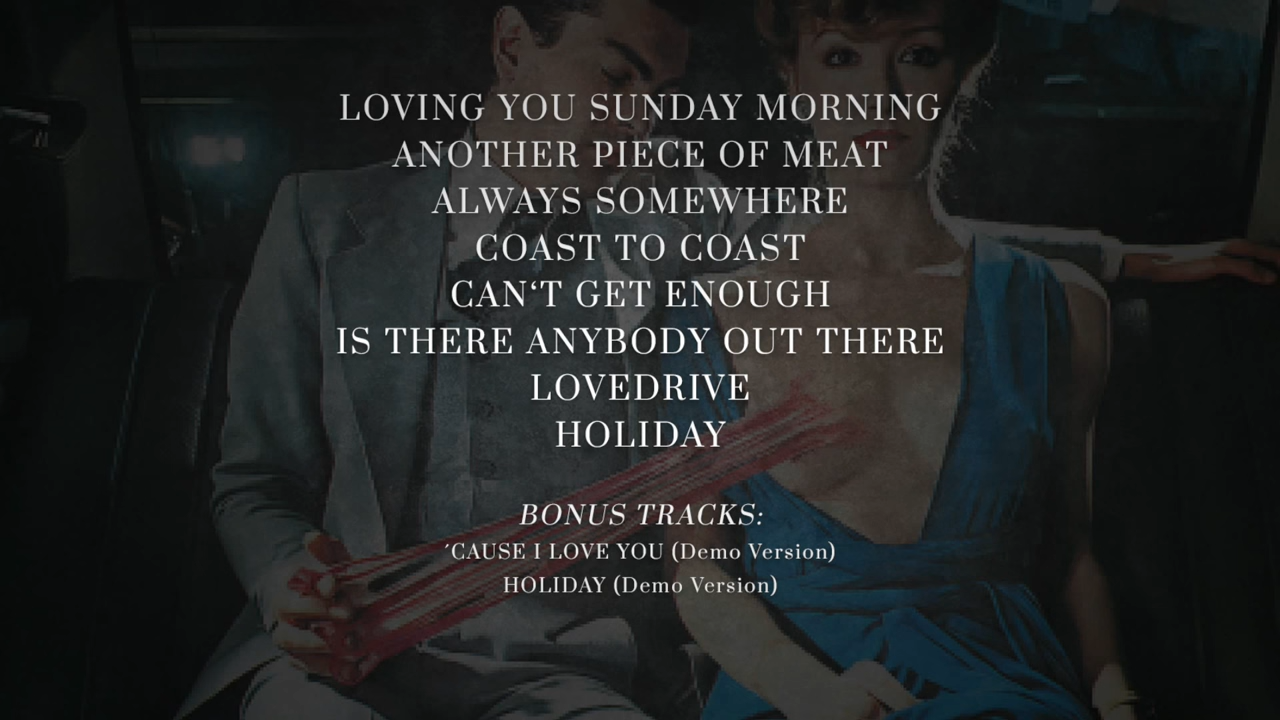 LOVING YOU SUNDAY MORNING
ANOTHER PIECE OF MEAT
ALWAYS SOMEWHERE
COAST TO COAST
CAN‘T GET ENOUGH
IS THERE ANYBODY OUT THERE
LOVEDRIVE
HOLIDAY
BONUS TRACKS:
´CAUSE I LOVE YOU (Demo Version)
HOLIDAY (Demo Version)